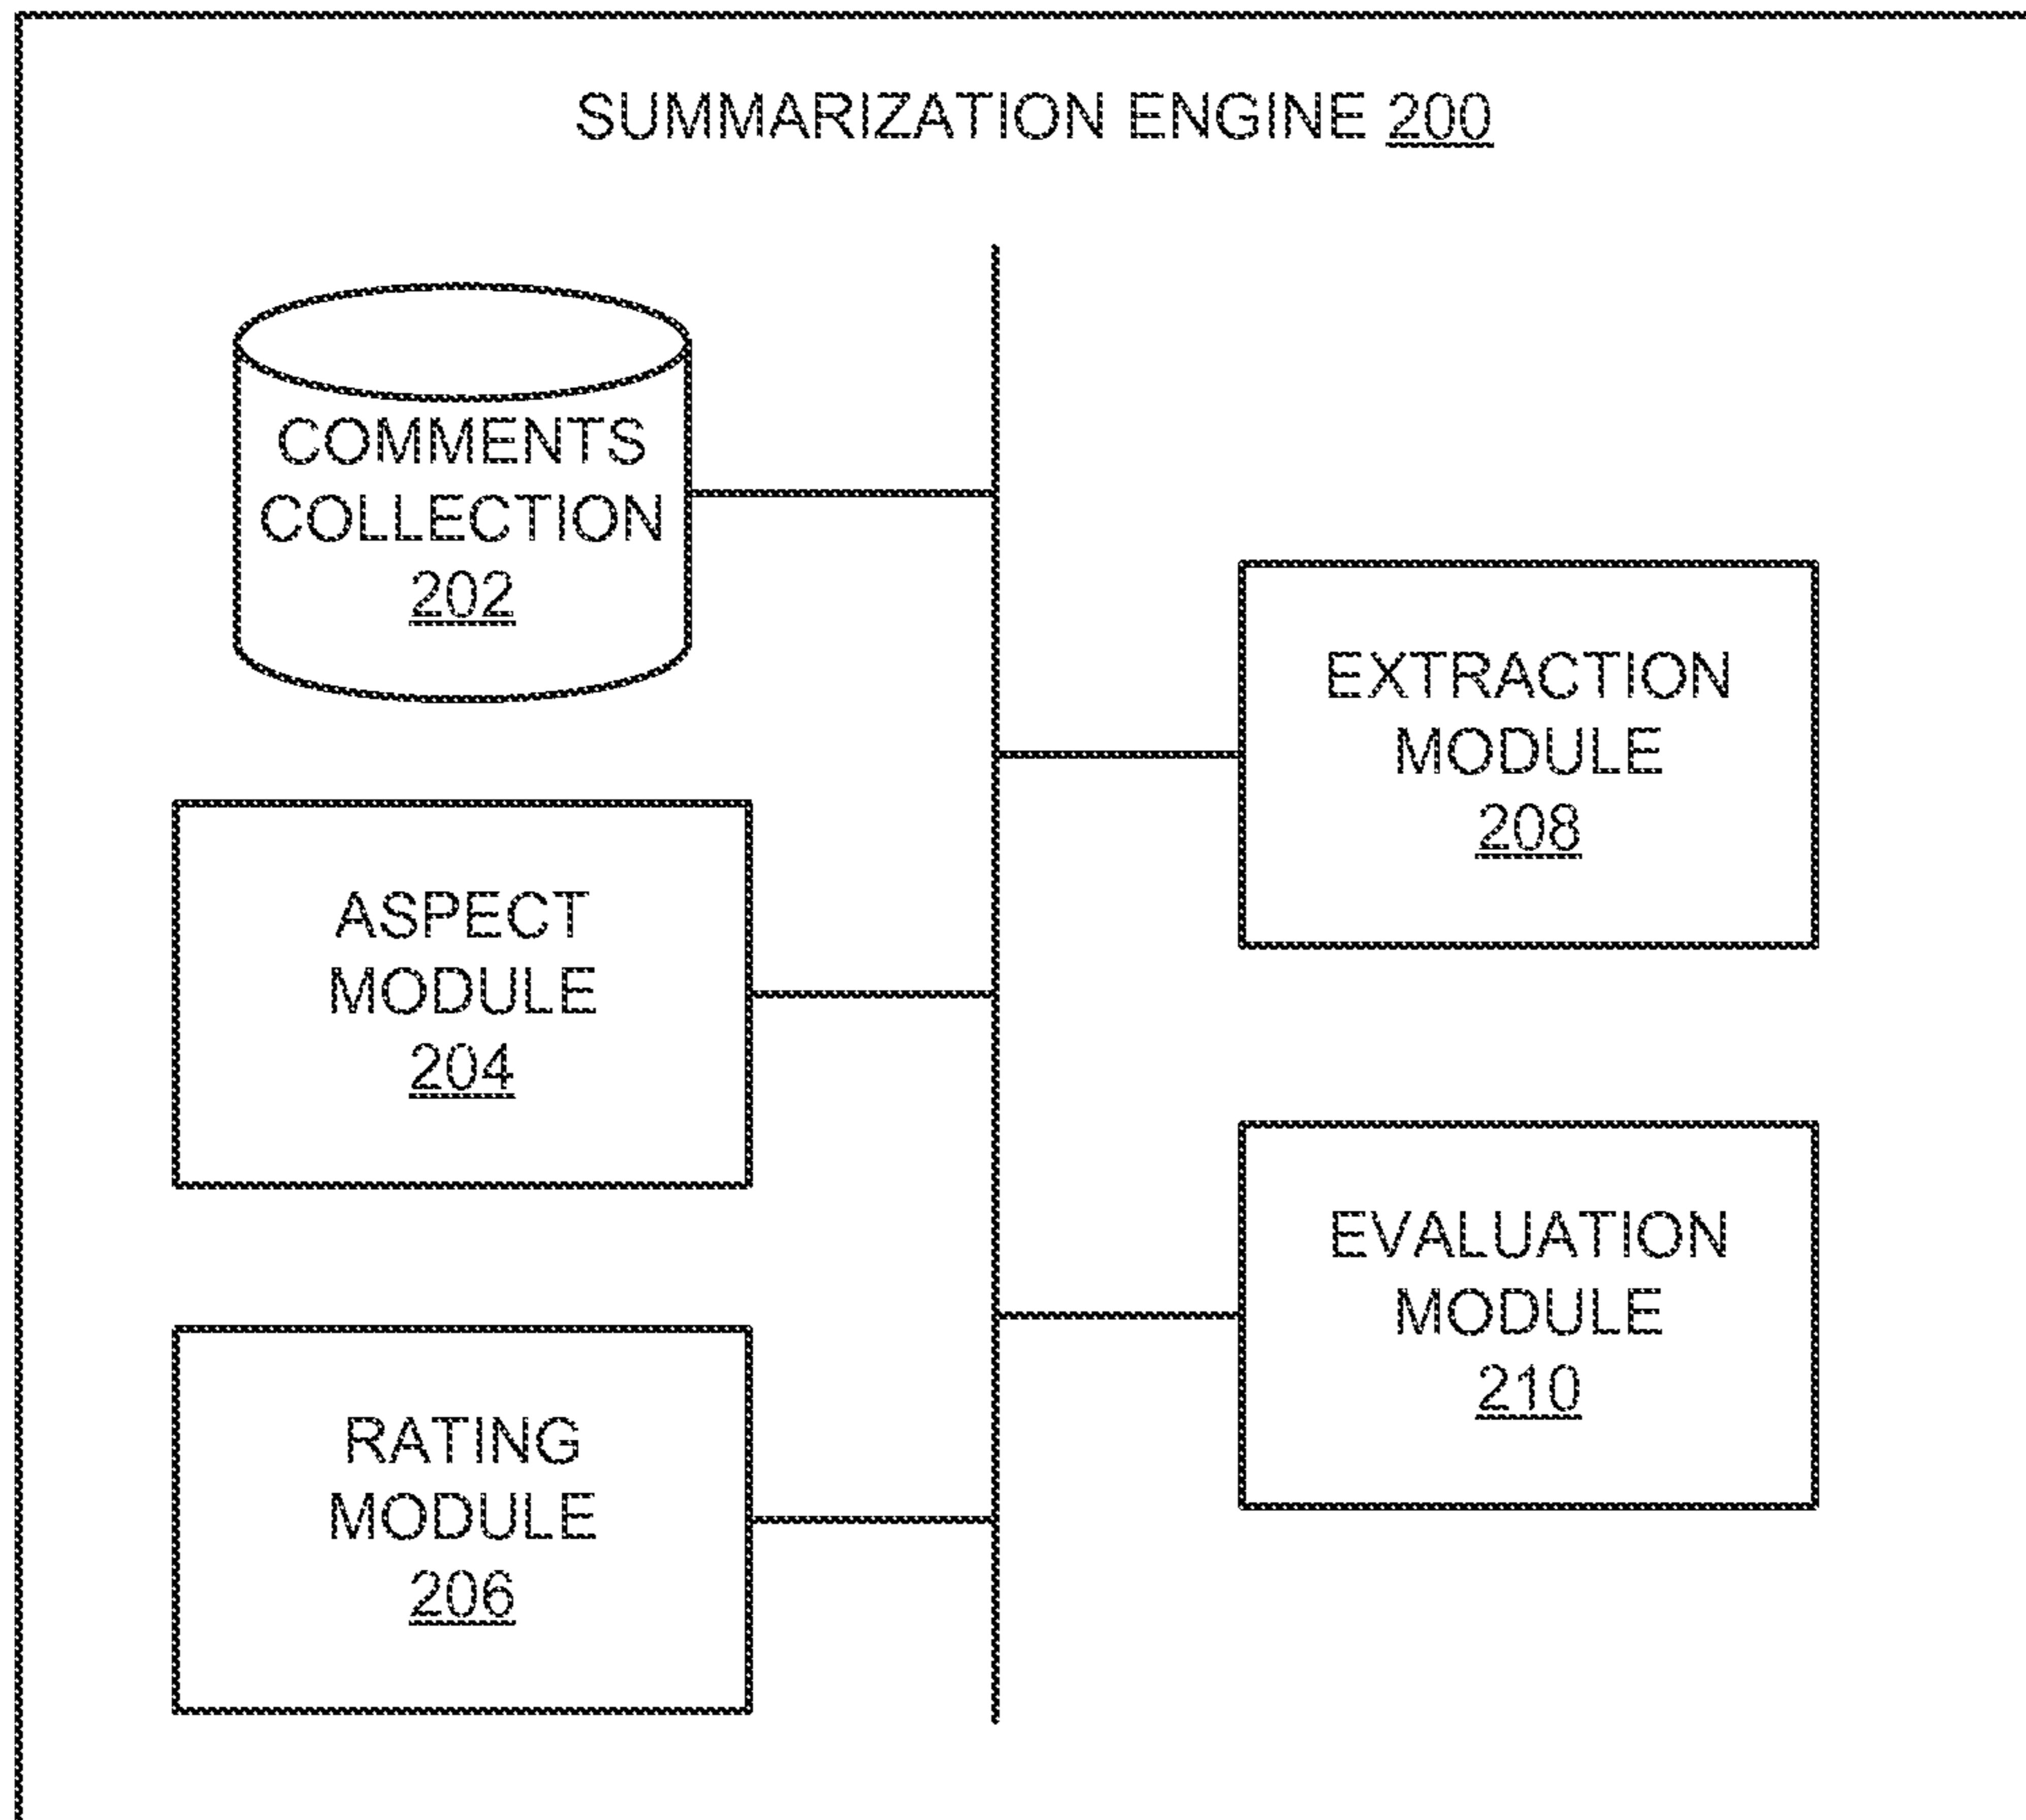 SUMMARIZATION ENGINE 200
COMMENTS
COLLECTION
202
ASPECT
MODULE
204
RATING
MODULE
206
EXTRACTION
MODULE
208
EVALUATION
MODULE
210